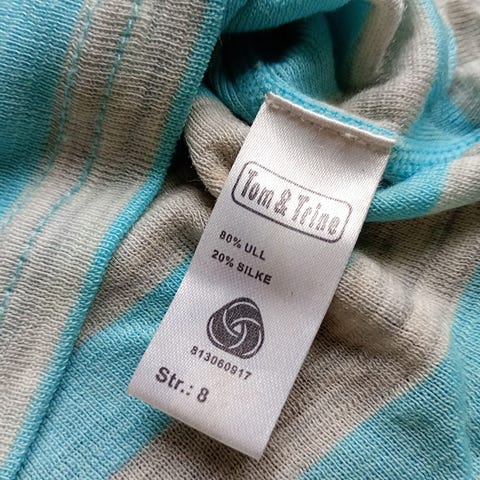 Tom & Trine
80% ULL
20% SILKE
813060917
Str.: 8